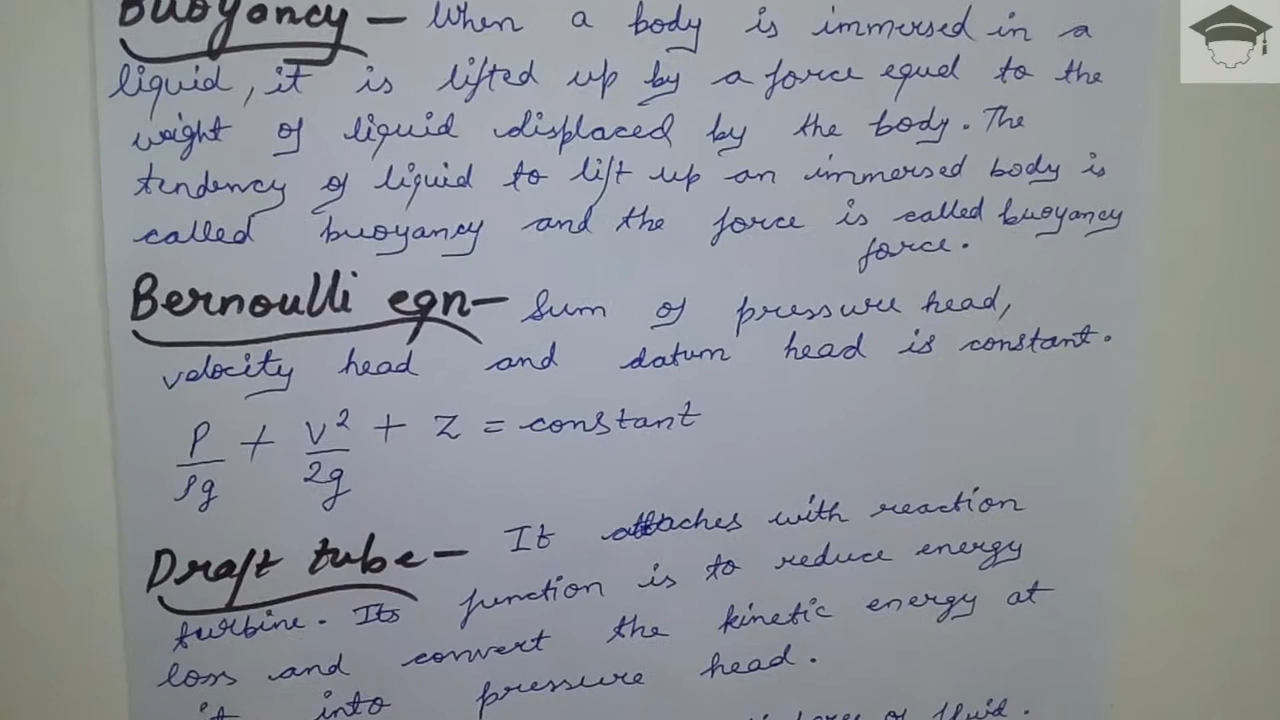 Buoyancy — When a body is immersed in a
liquid, it is lifted up by a force equal to the
weight of liquid displaced by the body. The
tendency of liquid to lift up an immersed body is
called buoyancy and the force is called buoyancy
force.
Bernoulli eqn — Sum of pressure head,
velocity head and datum head is constant.
P/ρg + V²/2g + Z = constant
Draft tube — It attaches with reaction
turbine. Its function is to reduce energy
loss and convert the kinetic energy at
it into pressure head.
of fluid.